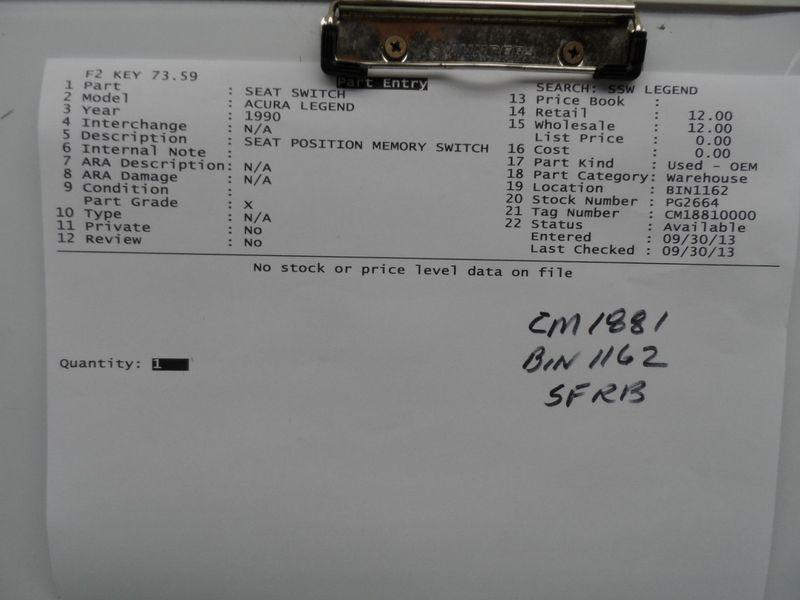 F2 KEY 73.59
Part Entry
SEARCH: SSW LEGEND
1 Part : SEAT SWITCH
2 Model : ACURA LEGEND
3 Year : 1990
4 Interchange : N/A
5 Description : SEAT POSITION MEMORY SWITCH
6 Internal Note :
7 ARA Description: N/A
8 ARA Damage : N/A
9 Condition :
Part Grade : X
10 Type : N/A
11 Private : No
12 Review : No
13 Price Book :
14 Retail : 12.00
15 Wholesale : 12.00
List Price : 0.00
16 Cost : 0.00
17 Part Kind : Used - OEM
18 Part Category: Warehouse
19 Location : BIN1162
20 Stock Number : PG2664
21 Tag Number : CM18810000
22 Status : Available
Entered : 09/30/13
Last Checked : 09/30/13
No stock or price level data on file
CM1881
Quantity: 1
BIN 1162
SFRB